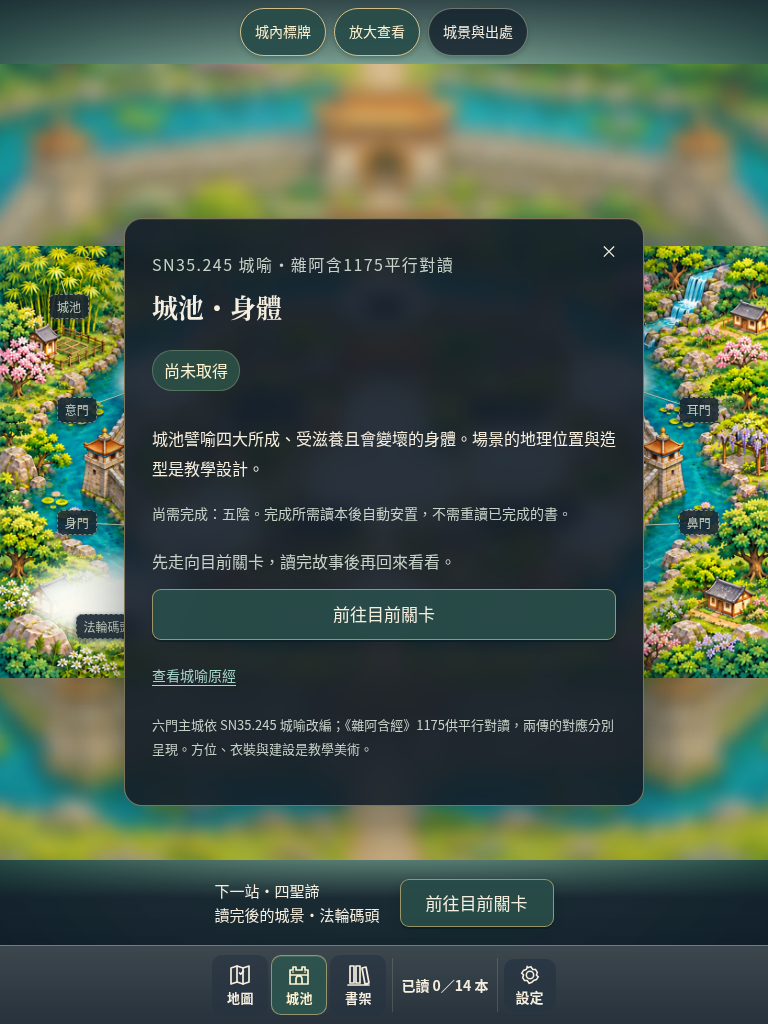 城內標牌
放大查看
城景與出處
SN35.245 城喻・雜阿含1175平行對讀
城池・身體
尚未取得
城池譬喻四大所成、受滋養且會變壞的身體。場景的地理位置與造
型是教學設計。
尚需完成：五陰。完成所需讀本後自動安置，不需重讀已完成的書。
先走向目前關卡，讀完故事後再回來看看。
前往目前關卡
查看城喻原經
六門主城依 SN35.245 城喻改編；《雜阿含經》1175供平行對讀，兩傳的對應分別
呈現。方位、衣裝與建設是教學美術。
城池
意門
身門
法輪碼頭
耳門
鼻門
下一站・四聖諦
讀完後的城景・法輪碼頭
前往目前關卡
地圖
城池
書架
已讀 0／14 本
設定